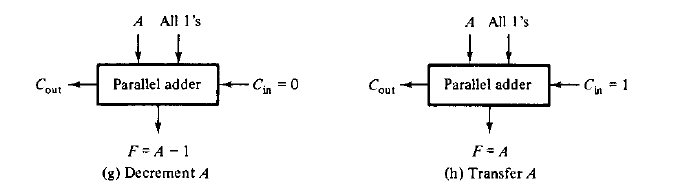 A All 1's
C_out Parallel adder C_in = 0
F = A − 1
(g) Decrement A
A All 1's
C_out Parallel adder C_in = 1
F = A
(h) Transfer A